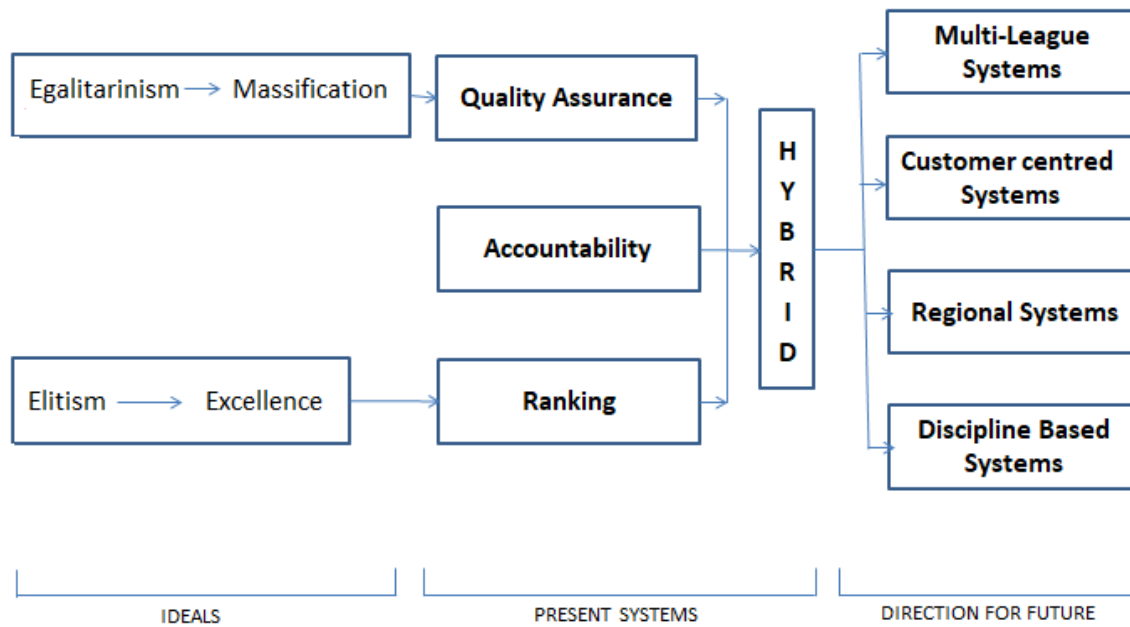 Egalitarinism
Massification
Quality Assurance
Accountability
Elitism
Excellence
Ranking
H
Y
B
R
I
D
Multi-League
Systems
Customer centred
Systems
Regional Systems
Discipline Based
Systems
IDEALS
PRESENT SYSTEMS
DIRECTION FOR FUTURE